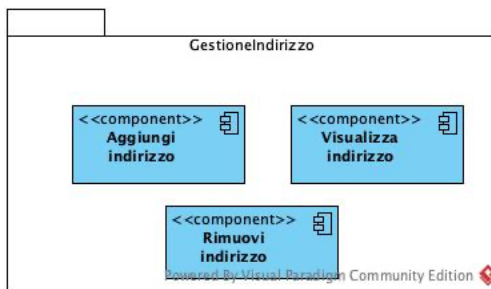 GestioneIndirizzo
<<component>>
Aggiungi
indirizzo
<<component>>
Visualizza
indirizzo
<<component>>
Rimuovi
indirizzo
Powered By Visual Paradigm Community Edition